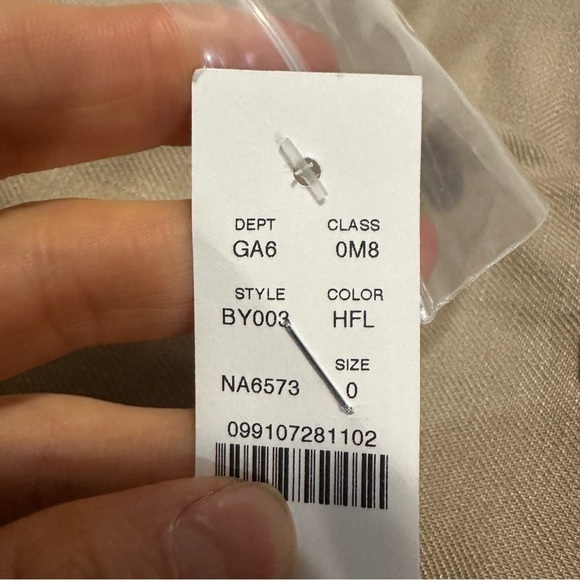 DEPT CLASS
GA6 0M8
STYLE COLOR
BY003 HFL
SIZE
NA6573 0
099107281102